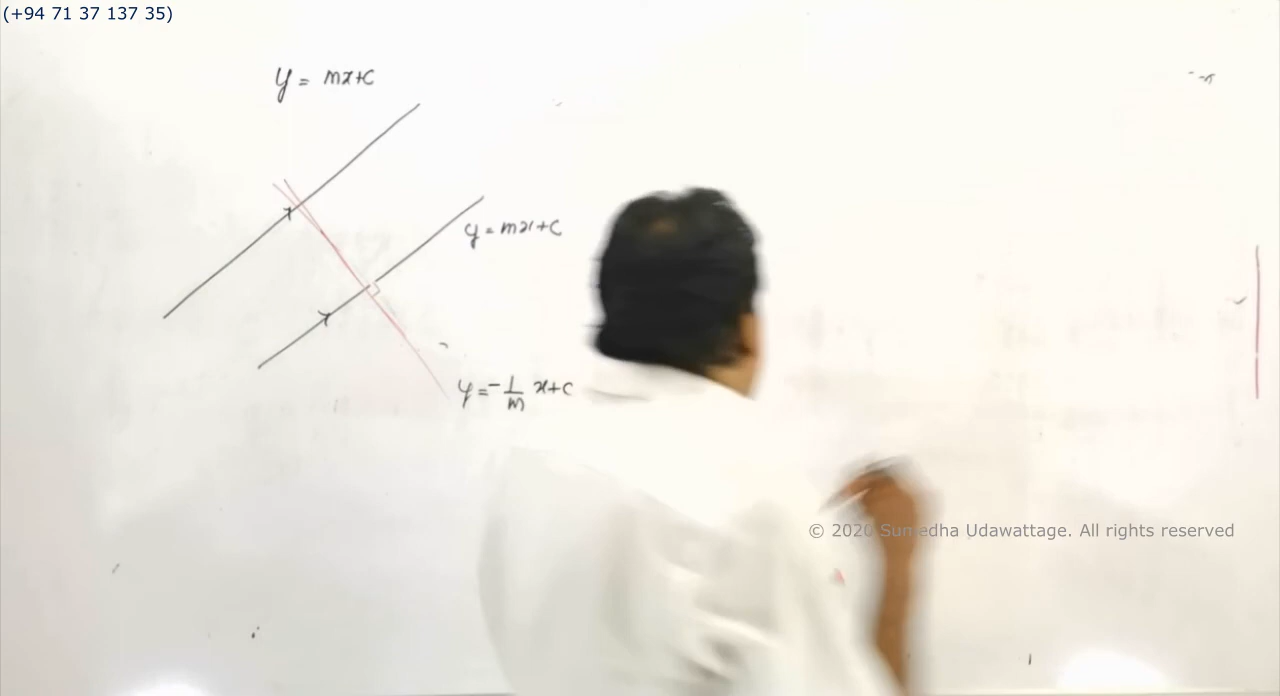 (+94 71 37 137 35)
y = mx+c
y = mx+c
y = -1/m x+c
© 2020 Sumedha Udawattage. All rights reserved